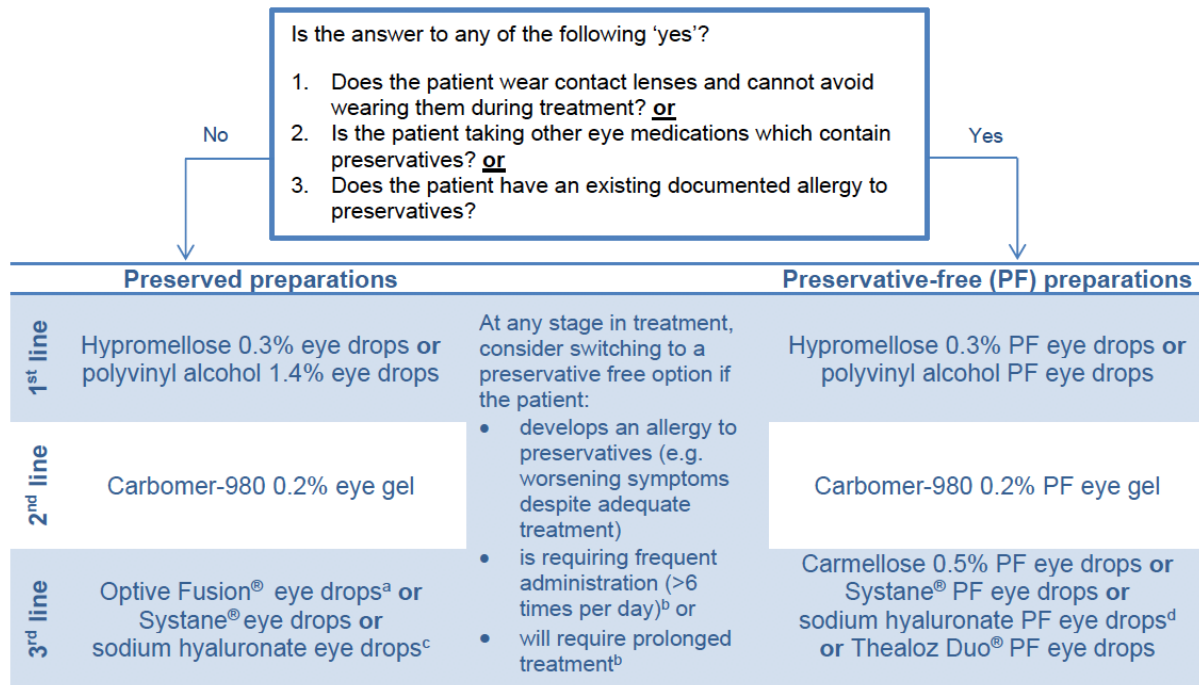 Is the answer to any of the following ‘yes’?
1. Does the patient wear contact lenses and cannot avoid
wearing them during treatment? or
2. Is the patient taking other eye medications which contain
preservatives? or
3. Does the patient have an existing documented allergy to
preservatives?
No
Yes
Preserved preparations
Preservative-free (PF) preparations
1st line
Hypromellose 0.3% eye drops or
polyvinyl alcohol 1.4% eye drops
At any stage in treatment,
consider switching to a
preservative free option if
the patient:
• develops an allergy to
preservatives (e.g.
worsening symptoms
despite adequate
treatment)
• is requiring frequent
administration (>6
times per day)b or
• will require prolonged
treatmentb
Hypromellose 0.3% PF eye drops or
polyvinyl alcohol PF eye drops
2nd line
Carbomer-980 0.2% eye gel
Carbomer-980 0.2% PF eye gel
3rd line
Optive Fusion® eye dropsa or
Systane® eye drops or
sodium hyaluronate eye dropsc
Carmellose 0.5% PF eye drops or
Systane® PF eye drops or
sodium hyaluronate PF eye dropsd
or Thealoz Duo® PF eye drops